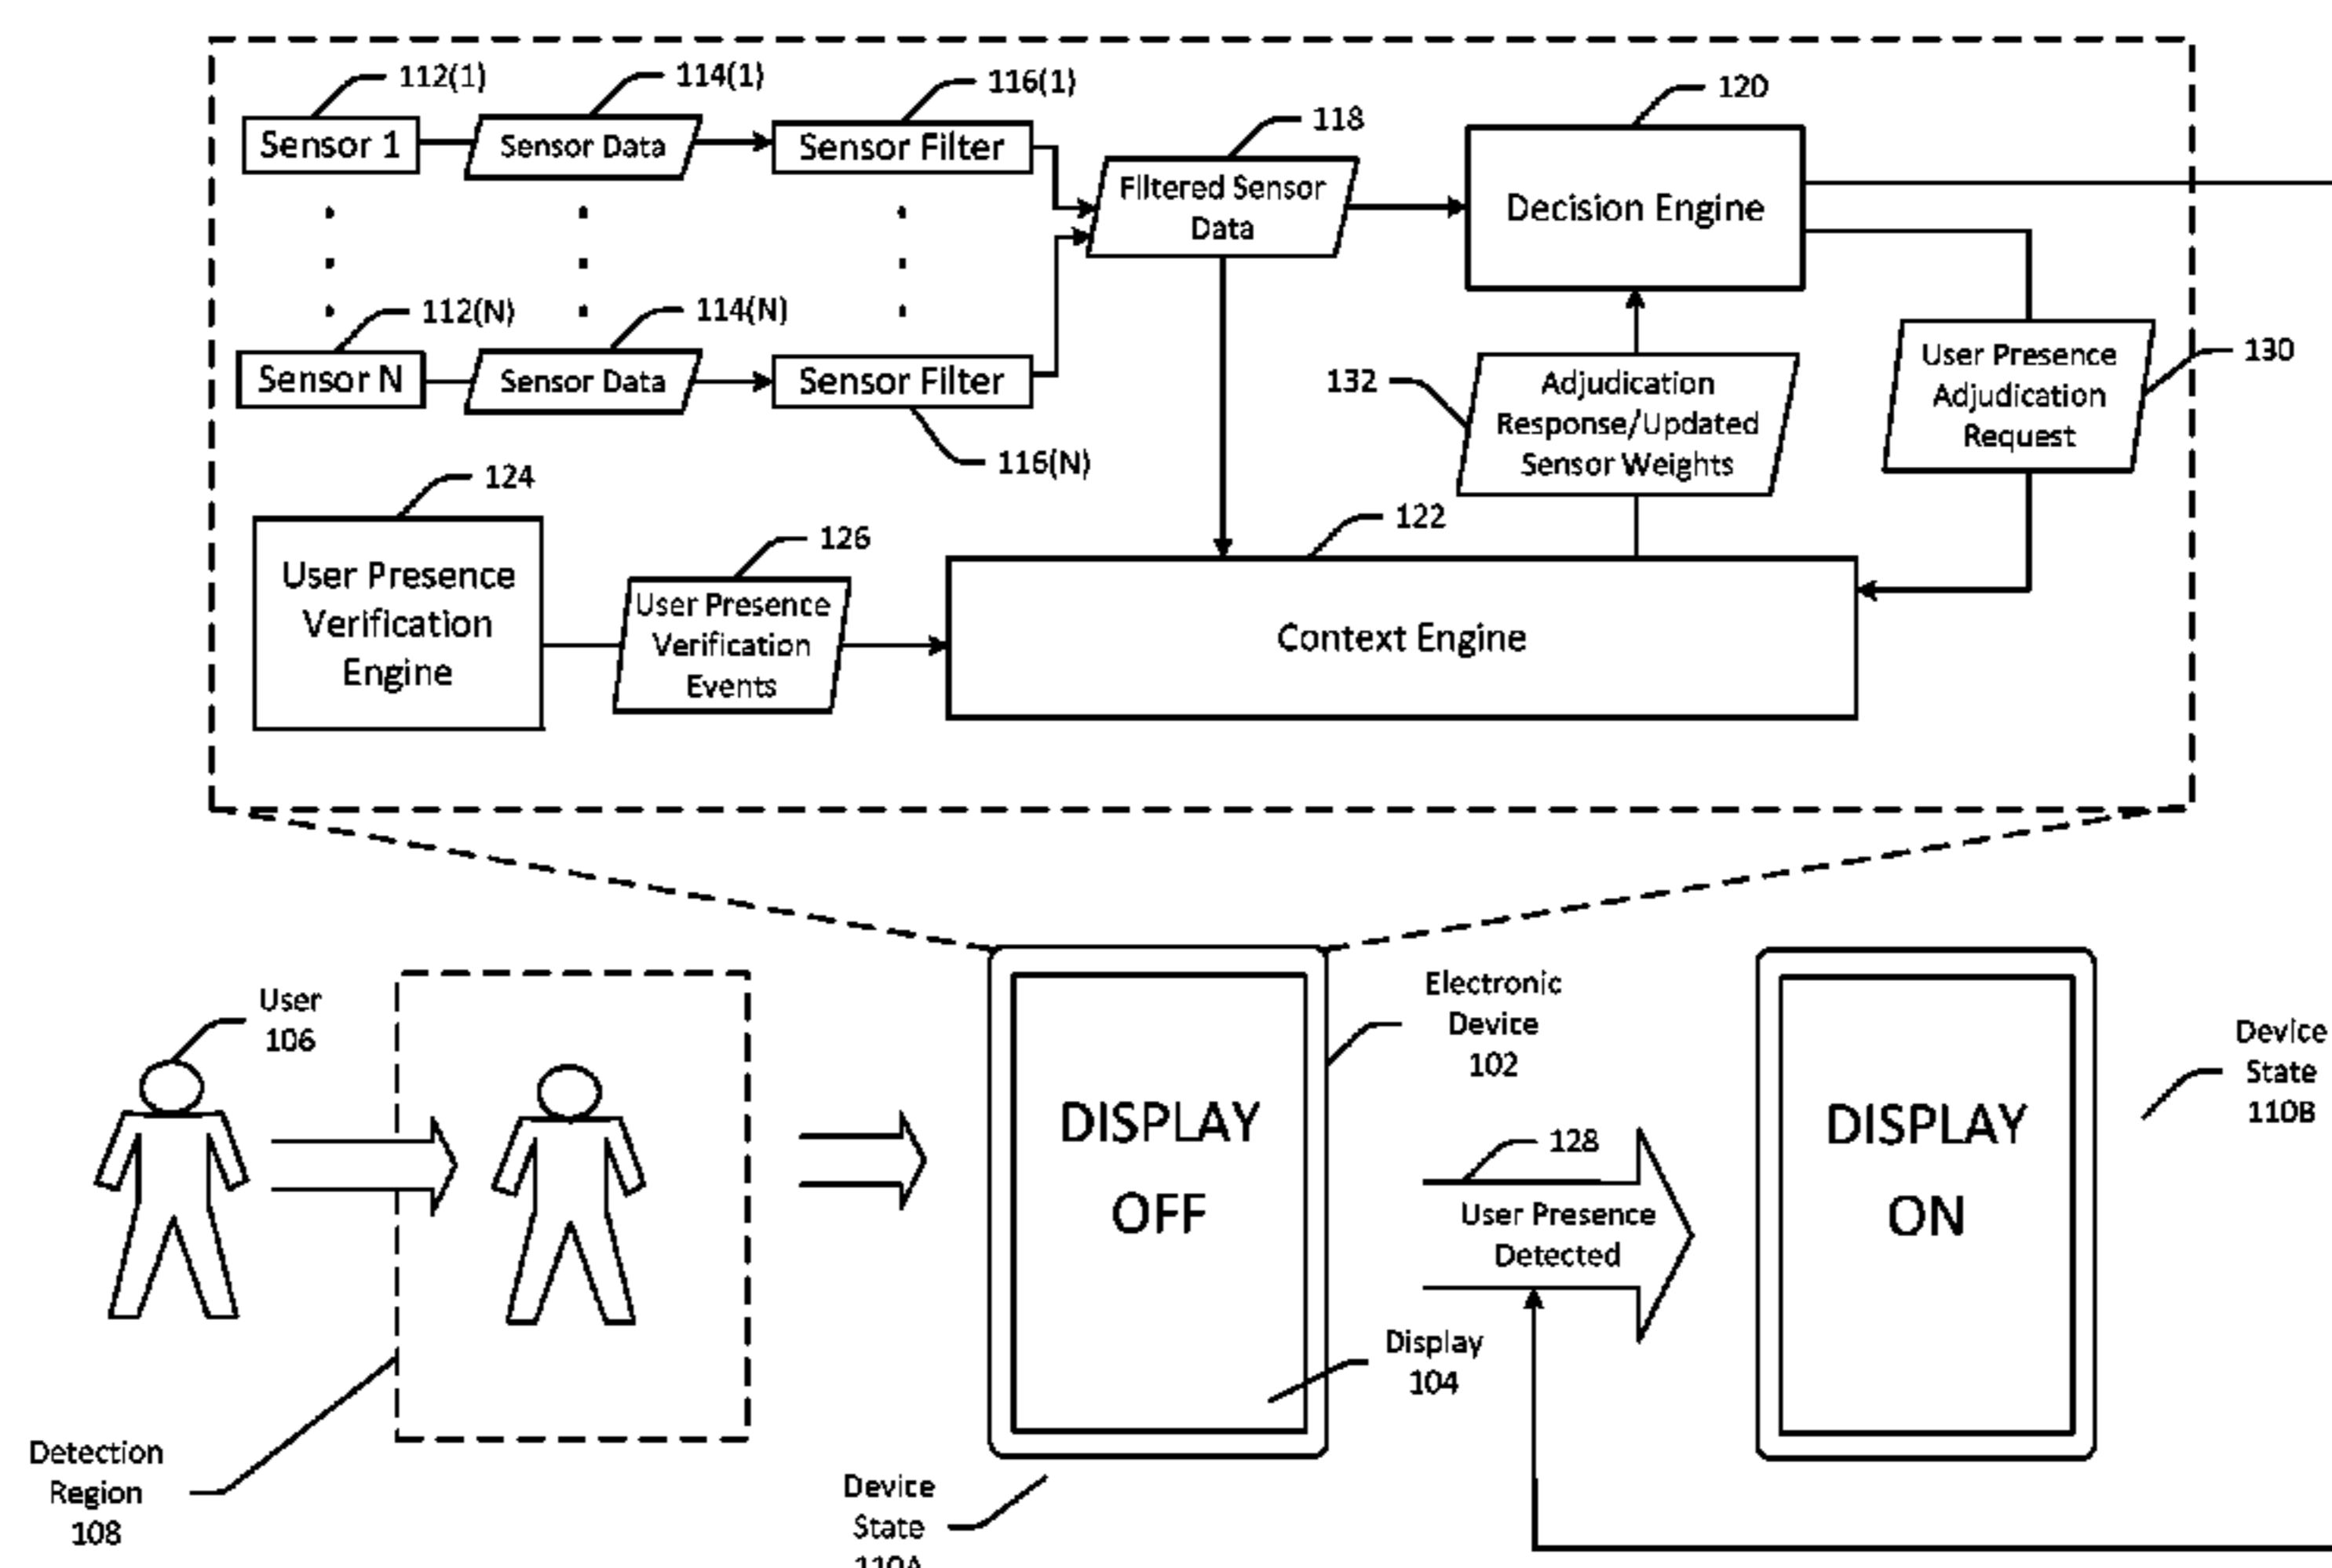 112(1)
114(1)
116(1)
118
120
Sensor 1
Sensor Data
Sensor Filter
Filtered Sensor
Data
Decision Engine
112(N)
114(N)
Sensor N
Sensor Data
Sensor Filter
116(N)
132
Adjudication
Response/Updated
Sensor Weights
User Presence
Adjudication
Request
130
124
126
122
User Presence
Verification
Engine
User Presence
Verification
Events
Context Engine
User
106
Electronic
Device
102
Device
State
110B
DISPLAY
OFF
128
User Presence
Detected
DISPLAY
ON
Display
104
Detection
Region
108
Device
State
110A